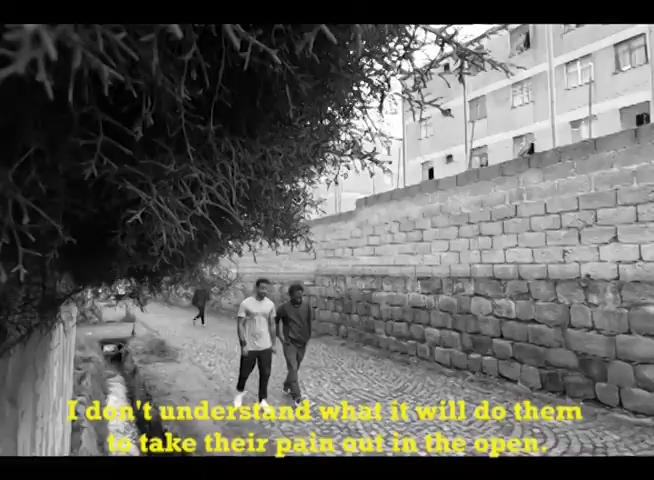 I don't understand what it will do them
to take their pain out in the open.